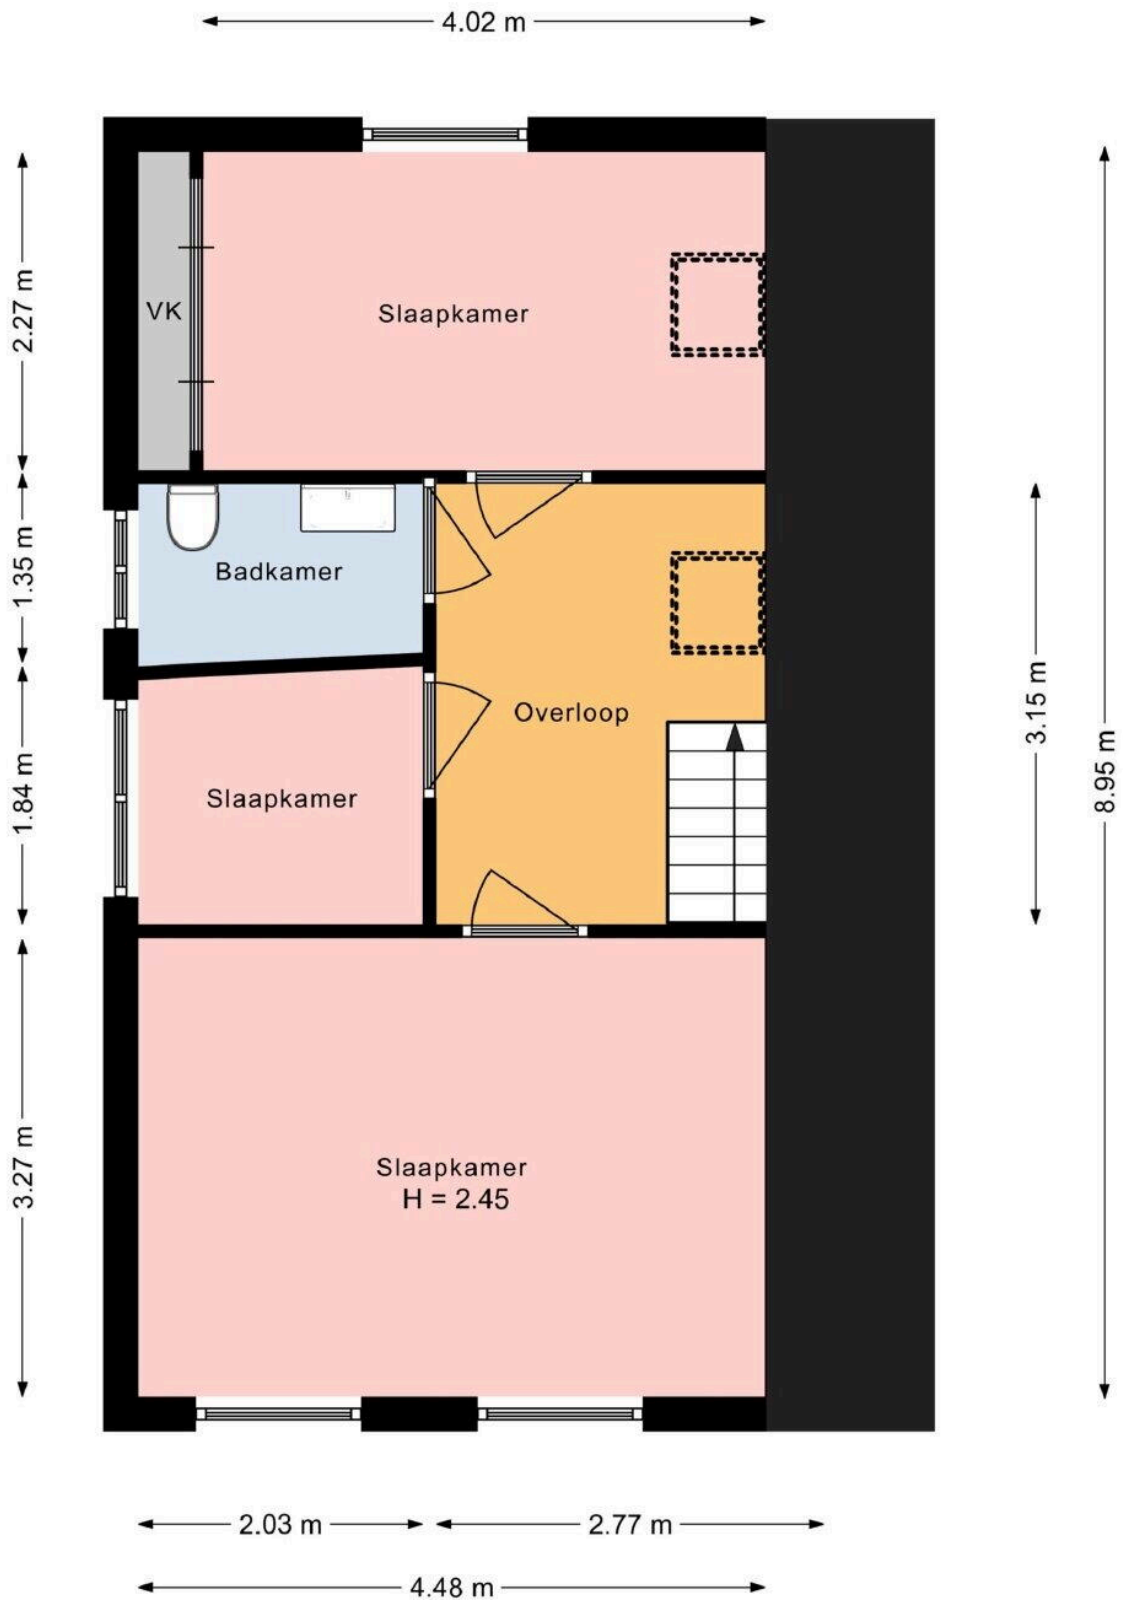 4.02 m
2.27 m
VK
Slaapkamer
1.35 m
Badkamer
3.15 m
Overloop
8.95 m
1.84 m
Slaapkamer
3.27 m
Slaapkamer
H = 2.45
2.03 m
2.77 m
4.48 m